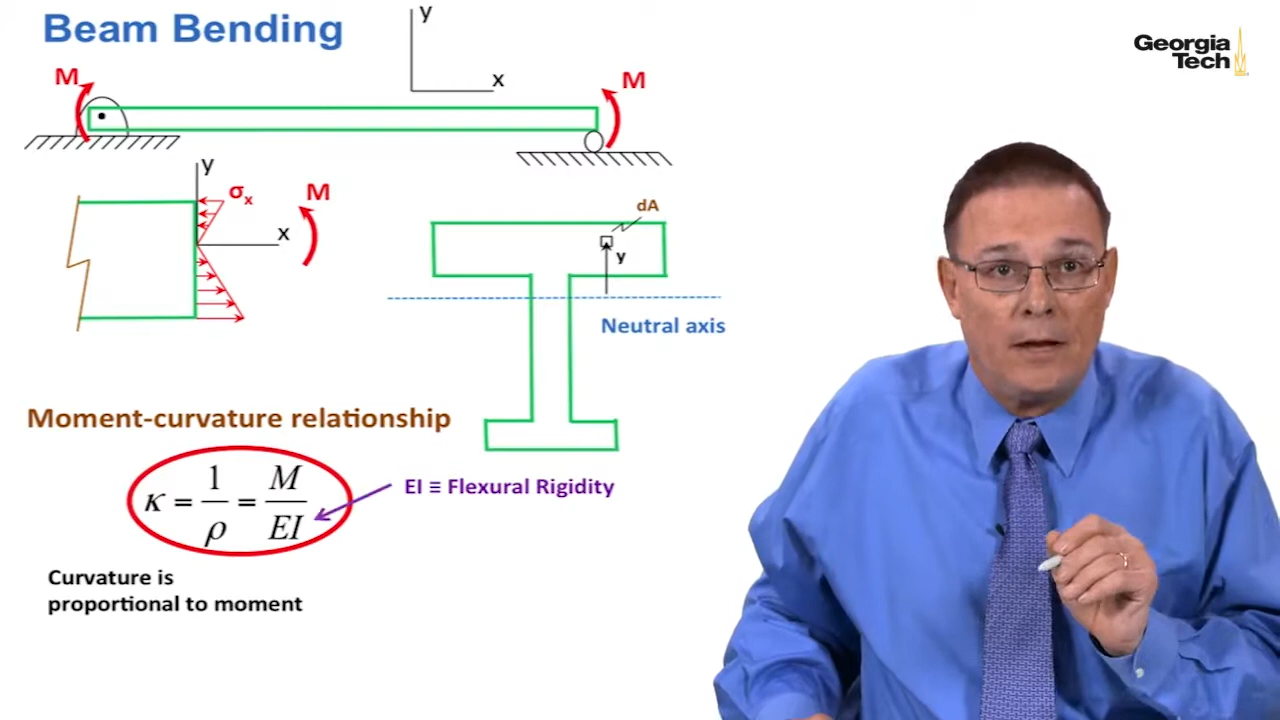 Beam Bending
y
x
Georgia
Tech
M
M
y
σx
M
x
dA
y
Neutral axis
Moment-curvature relationship
κ = 1/ρ = M/EI
EI ≡ Flexural Rigidity
Curvature is
proportional to moment